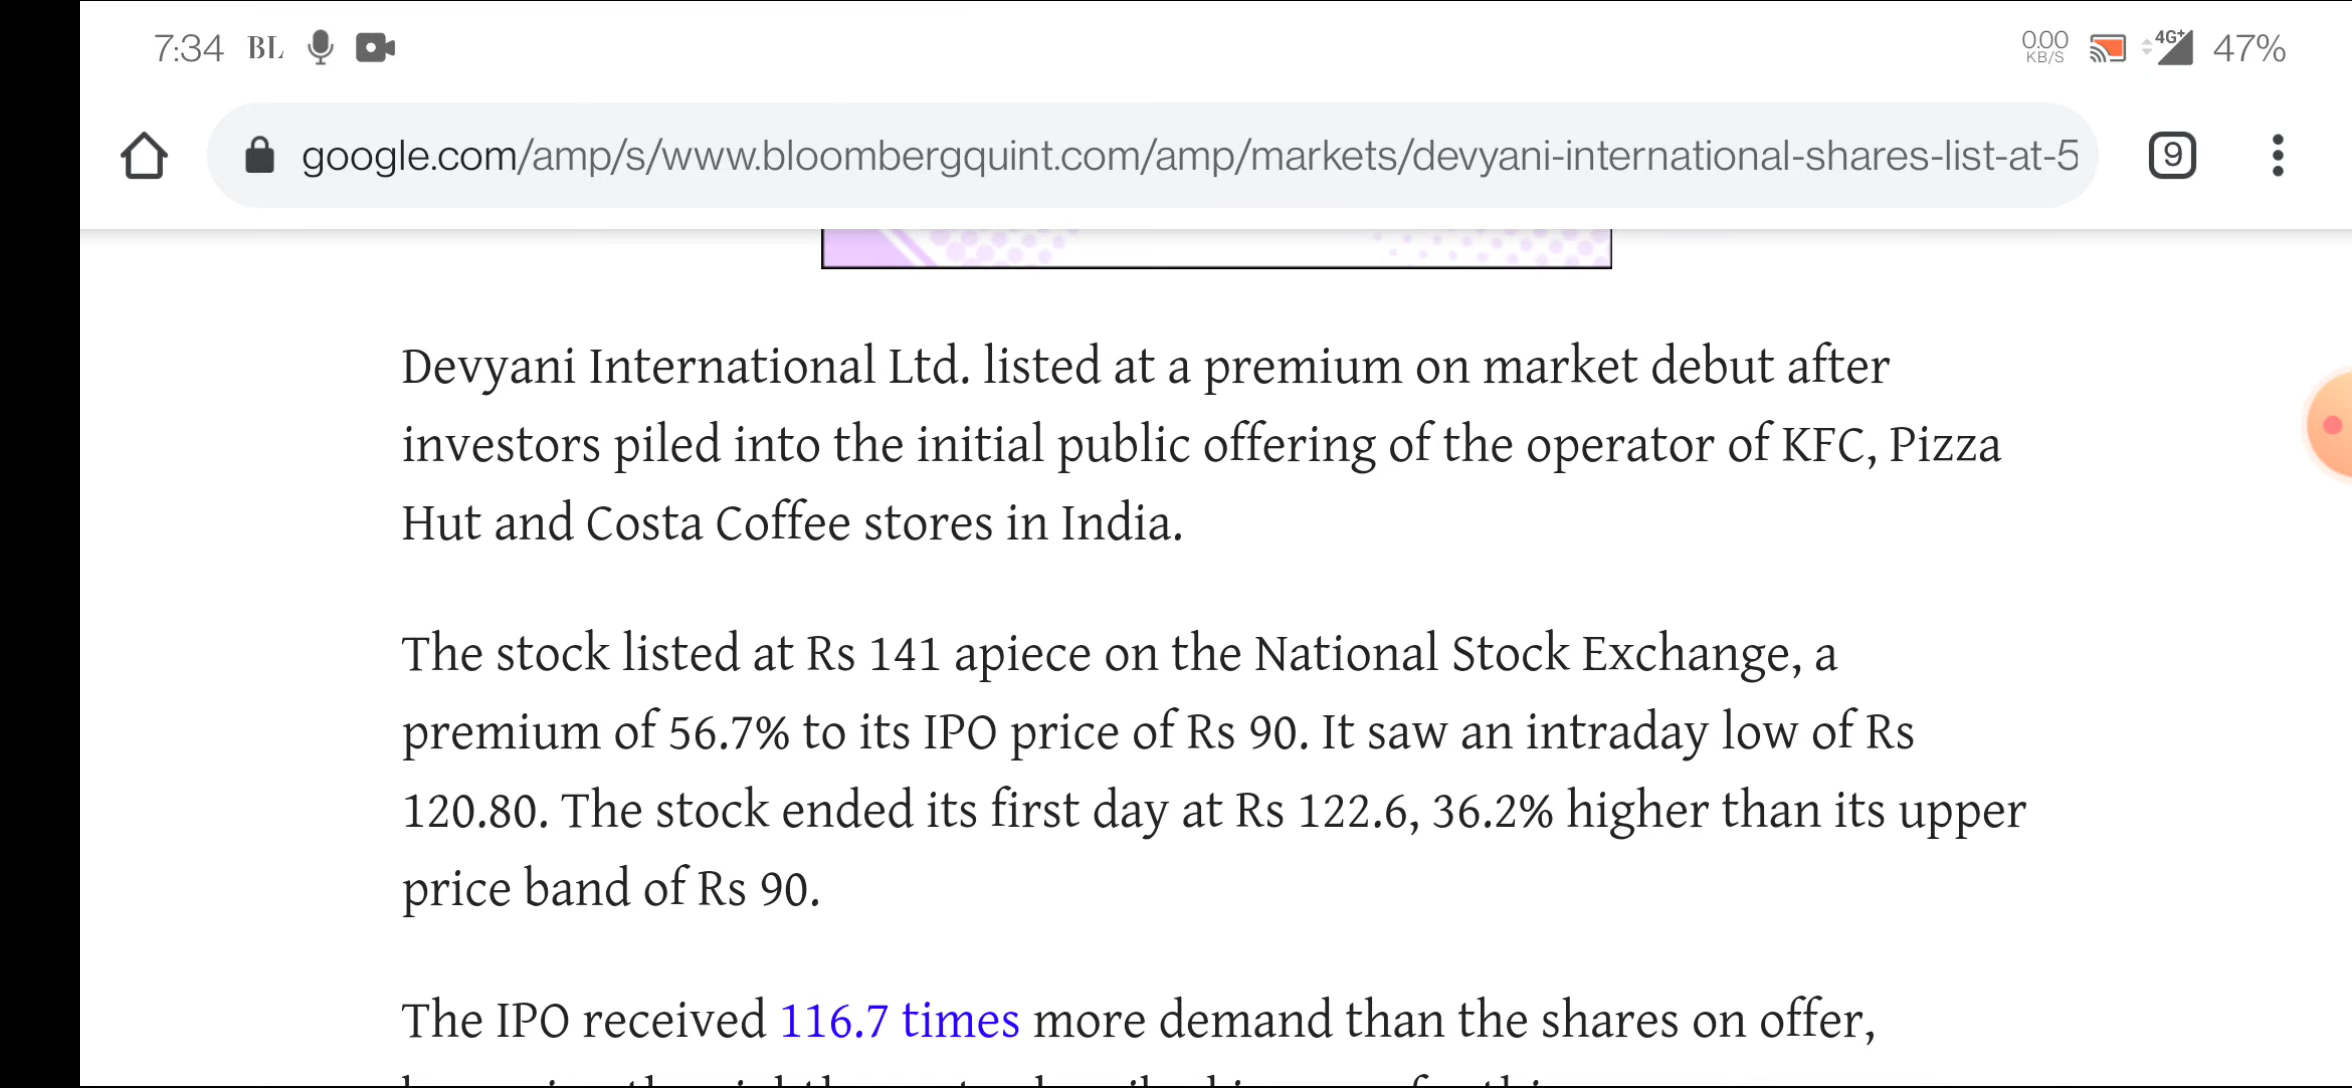 7:34 BL
0.00 KB/S 4G+ 47%
google.com/amp/s/www.bloombergquint.com/amp/markets/devyani-international-shares-list-at-5
9
Devyani International Ltd. listed at a premium on market debut after
investors piled into the initial public offering of the operator of KFC, Pizza
Hut and Costa Coffee stores in India.
The stock listed at Rs 141 apiece on the National Stock Exchange, a
premium of 56.7% to its IPO price of Rs 90. It saw an intraday low of Rs
120.80. The stock ended its first day at Rs 122.6, 36.2% higher than its upper
price band of Rs 90.
The IPO received 116.7 times more demand than the shares on offer,